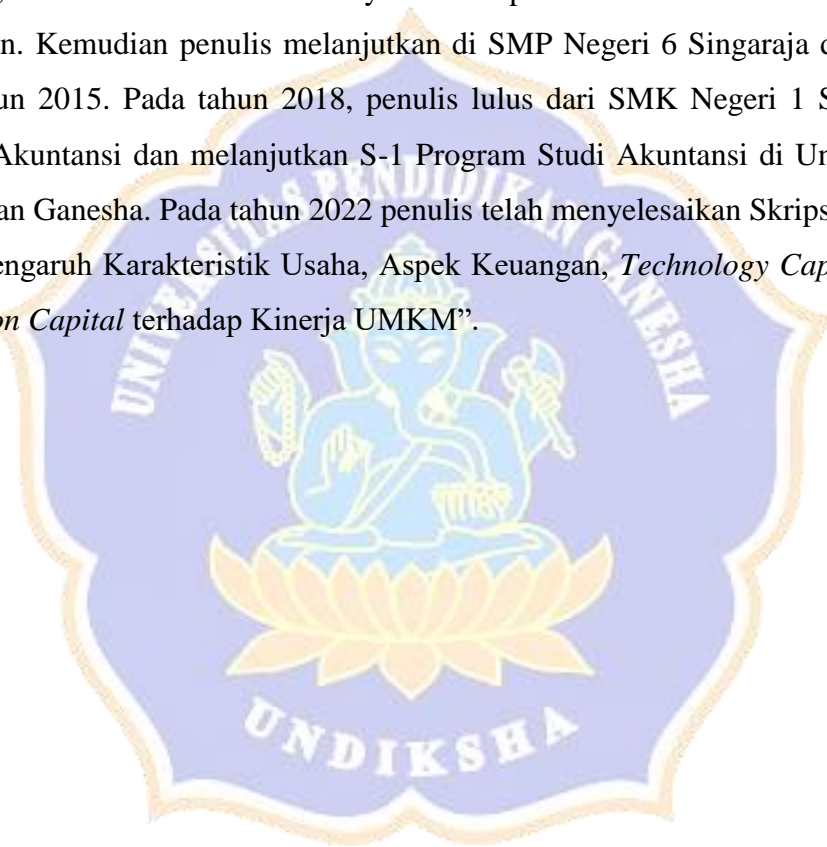 n. Kemudian penulis melanjutkan di SMP Negeri 6 Singaraja d
un 2015. Pada tahun 2018, penulis lulus dari SMK Negeri 1 S
Akuntansi dan melanjutkan S-1 Program Studi Akuntansi di Un
an Ganesha. Pada tahun 2022 penulis telah menyelesaikan Skrips
engaruh Karakteristik Usaha, Aspek Keuangan, Technology Cap
on Capital terhadap Kinerja UMKM”.
UNIVERSITAS PENDIDIKAN GANESHA
UNDIKSHA